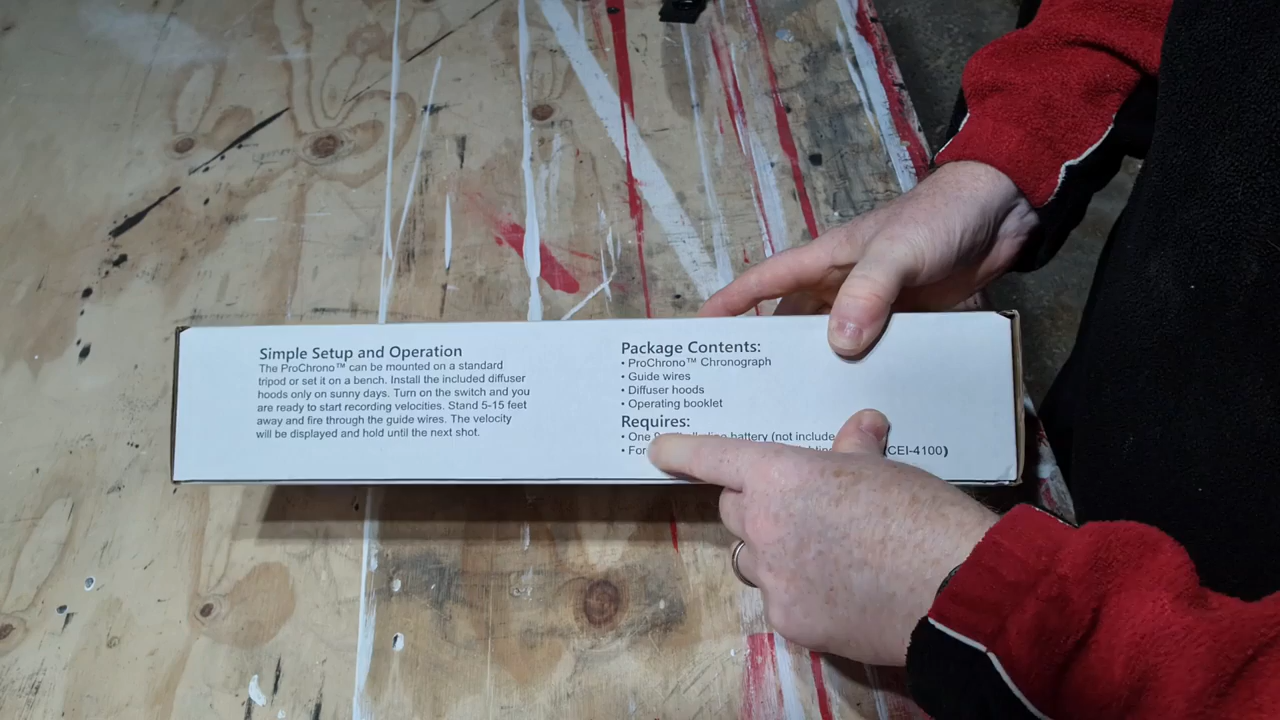 Simple Setup and Operation
The ProChrono™ can be mounted on a standard
tripod or set it on a bench. Install the included diffuser
hoods only on sunny days. Turn on the switch and you
are ready to start recording velocities. Stand 5-15 feet
away and fire through the guide wires. The velocity
will be displayed and hold until the next shot.
Package Contents:
• ProChrono™ Chronograph
• Guide wires
• Diffuser hoods
• Operating booklet
Requires:
• One battery (not include
• For (CEI-4100)